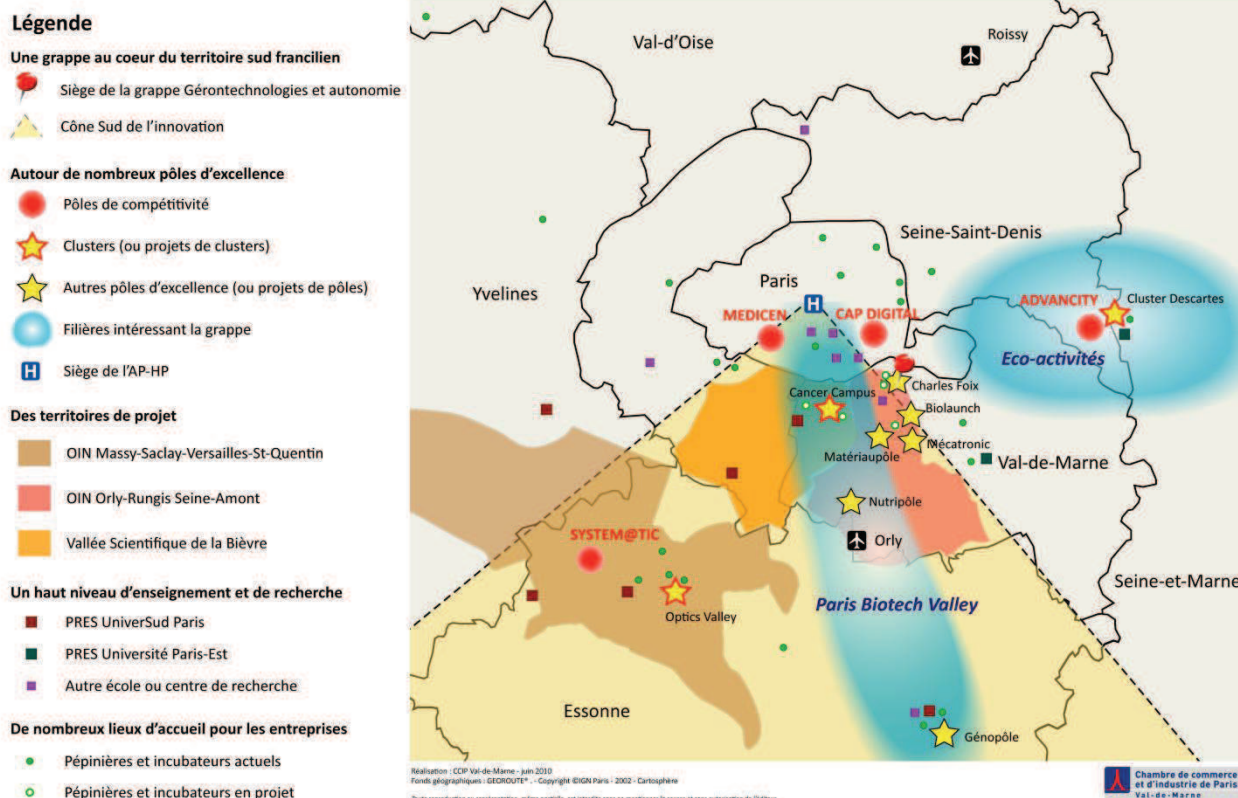 Légende
Une grappe au coeur du territoire sud francilien
Siège de la grappe Gérontechnologies et autonomie
Cône Sud de l'innovation
Autour de nombreux pôles d'excellence
Pôles de compétitivité
Clusters (ou projets de clusters)
Autres pôles d'excellence (ou projets de pôles)
Filières intéressant la grappe
H Siège de l'AP-HP
Des territoires de projet
OIN Massy-Saclay-Versailles-St-Quentin
OIN Orly-Rungis Seine-Amont
Vallée Scientifique de la Bièvre
Un haut niveau d'enseignement et de recherche
PRES UniverSud Paris
PRES Université Paris-Est
Autre école ou centre de recherche
De nombreux lieux d'accueil pour les entreprises
Pépinières et incubateurs actuels
Pépinières et incubateurs en projet
Val-d'Oise
Roissy
Seine-Saint-Denis
Paris
Yvelines
H
MEDICEN
CAP DIGITAL
ADVANCITY
Cluster Descartes
Eco-activités
Charles Foix
Cancer Campus
Biolaunch
Mécatronic
Matériaupôle
Val-de-Marne
Nutripôle
SYSTEM@TIC
Orly
Seine-et-Marne
Paris Biotech Valley
Optics Valley
Essonne
Génopôle
Réalisation : CCIP Val-de-Marne - juin 2010
Fonds géographiques : GEOROUTE® . - Copyright ©IGN Paris - 2002 - Cartosphère
Chambre de commerce
et d'industrie de Paris
Val-de-Marne